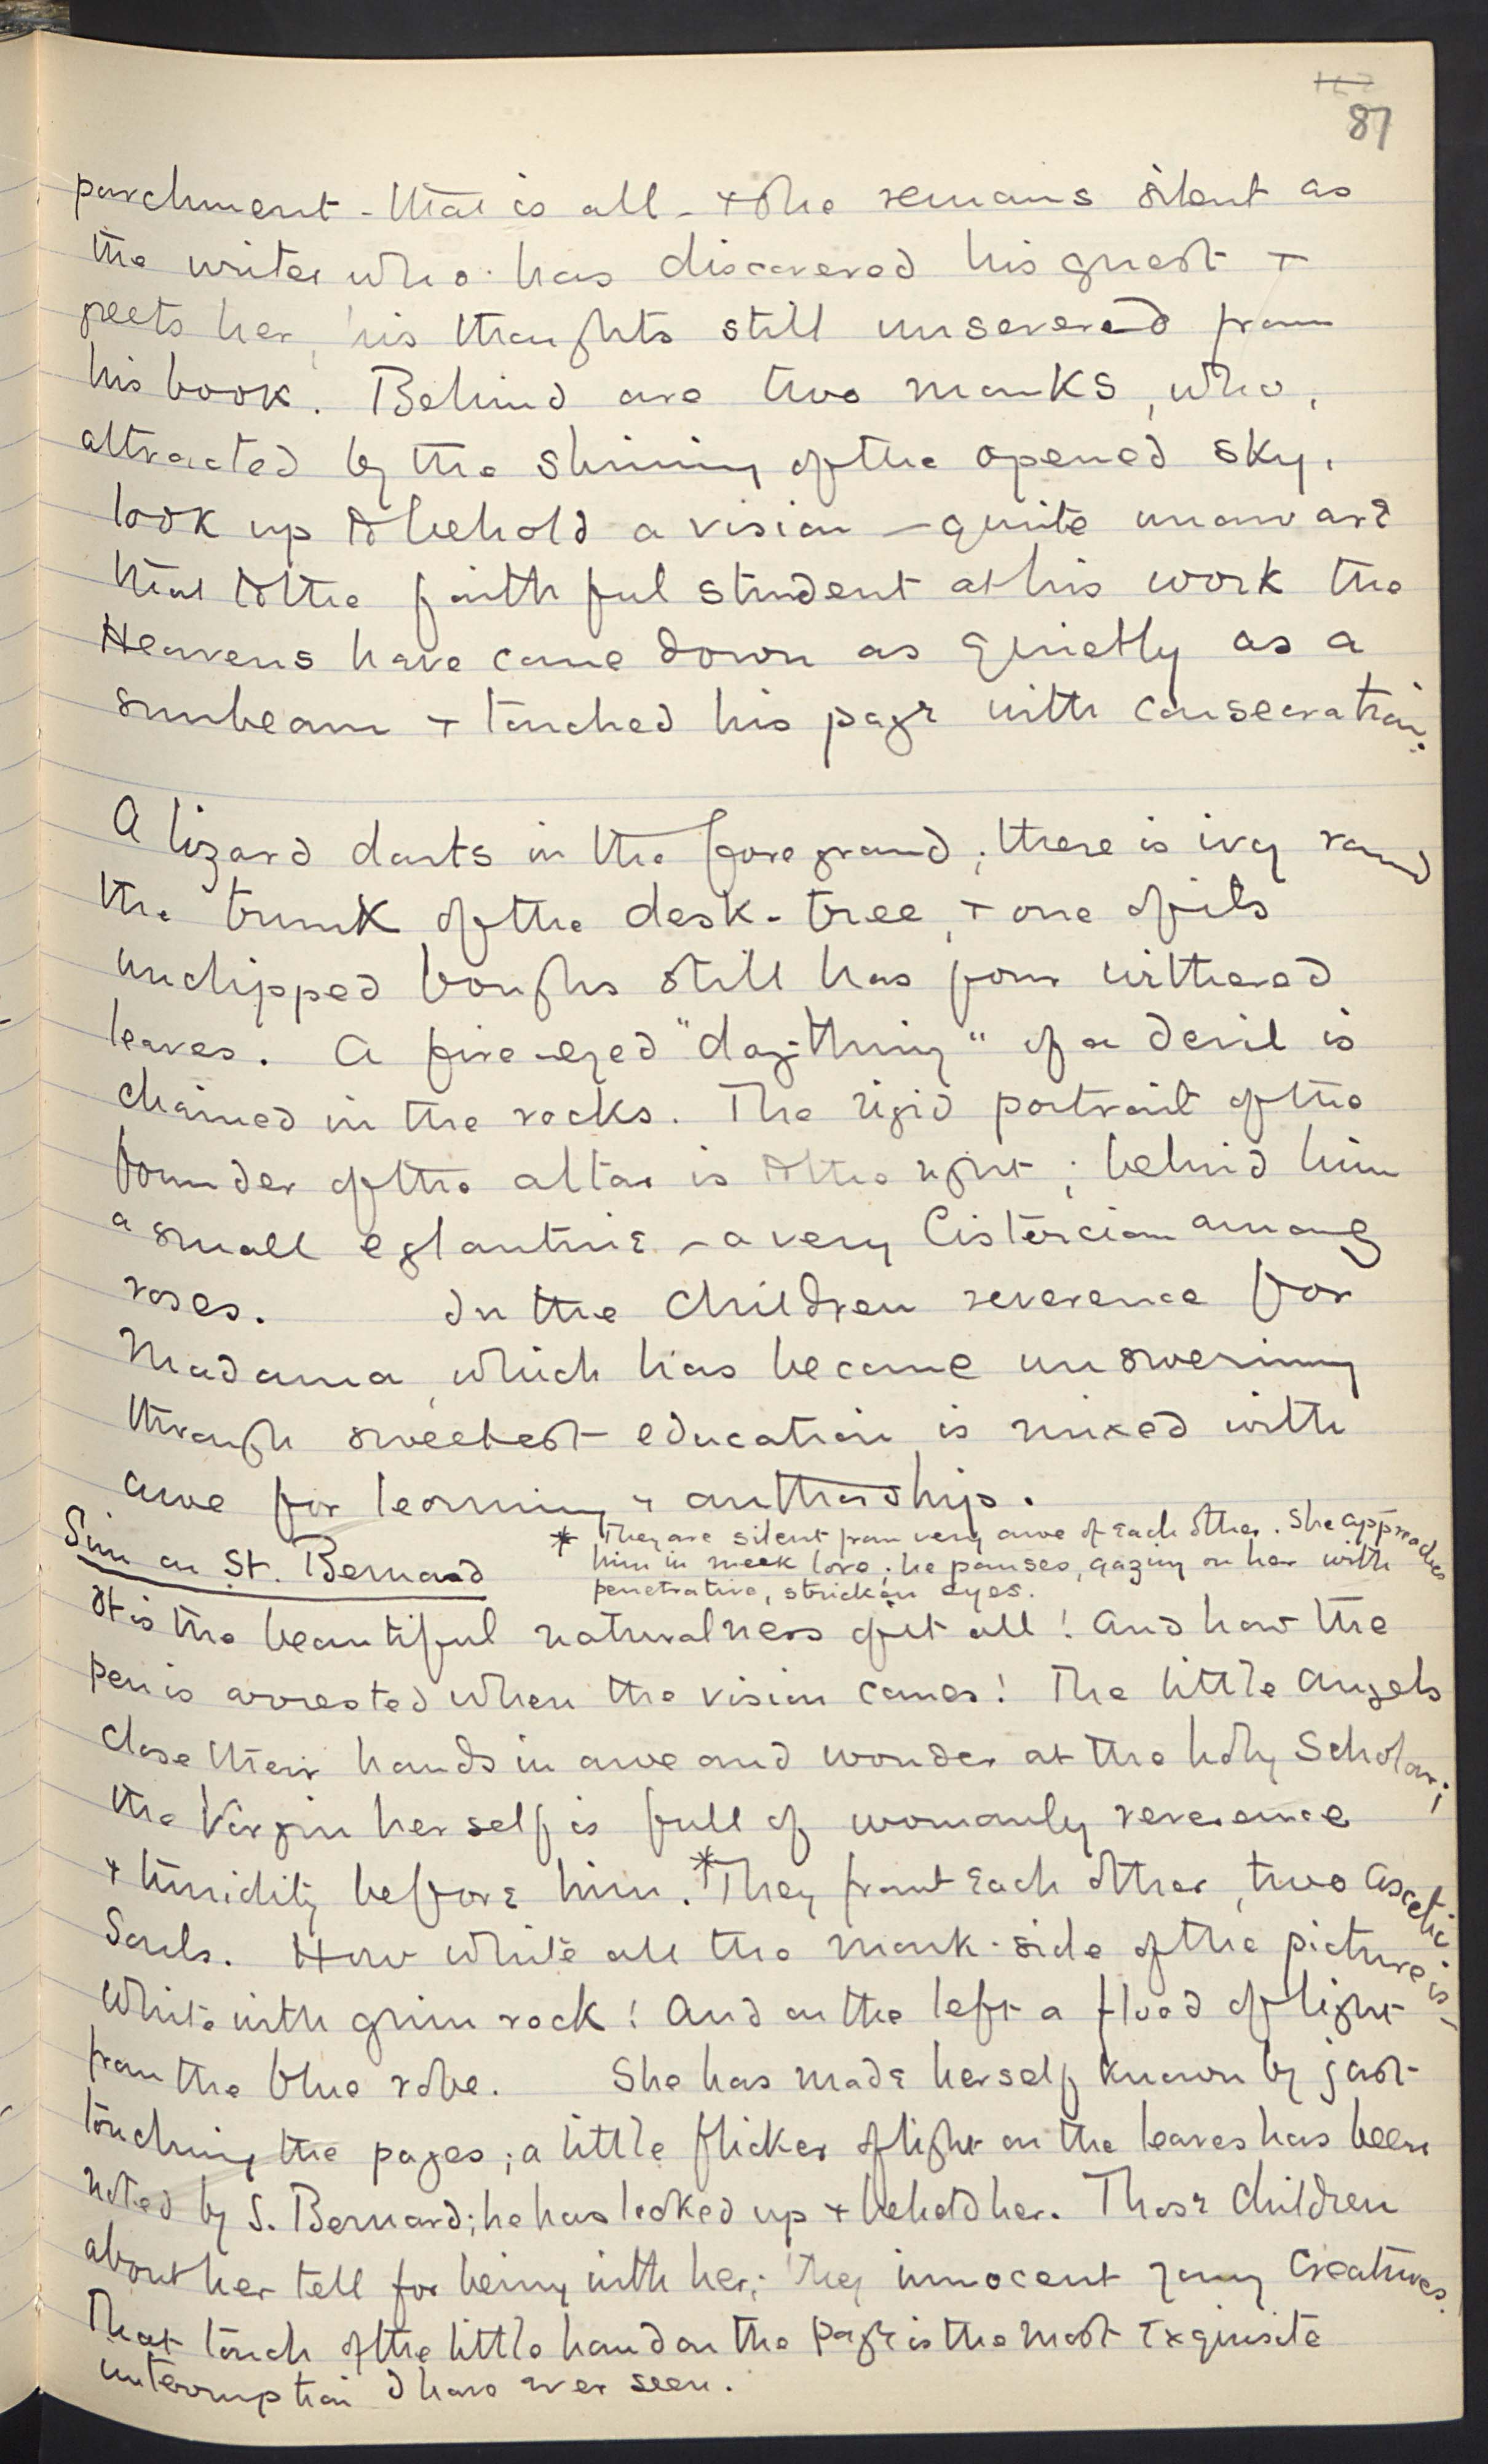 87
parchment - that is all - & she remains silent as
the writer who has discovered his guest &
greets her, his thoughts still unsevered from
his book. Behind are two monks, who,
attracted by the shining of the opened sky,
look up to behold a vision - quite unaware
that to the faithful student at his work the
Heavens have come down as quietly as a
sunbeam & touched his page with consecration.
A lizard darts in the foreground; there is ivy round
the trunk of the desk-tree, & one of its
unchipped boughs still has four withered
leaves. A fire-eyed "dog-thing" of a devil is
chained in the rocks. The rigid portrait of the
founder of the altar is to the right; behind him
a small eglantine - a very Cistercian among
roses. In the children reverence for
Madonna, which has become unswerving
through sweetest education, is mixed with
awe for learning & authorship.
Sim on St. Bernard
* They are silent from very awe of each other. She approaches
him in meek love; he pauses, gazing on her with
penetrative, stricken eyes.
It is the beautiful naturalness of it all! And how the
pen is arrested when the vision comes! The little angels
close their hands in awe and wonder at the holy Scholar;
the Virgin herself is full of womanly reverence
& timidity before him. * They front each other, two ascetic
Souls. How white all the monk-side of the picture is -
White with grim rock! And on the left a flood of light
from the blue robe. She has made herself known by just
touching the pages; a little flicker of light on the leaves has been
noted by S. Bernard; he has looked up & beheld her. Those children
about her tell for being with her; they innocent young Creatures.
That touch of the little hand on the page is the most exquisite
interruption I have ever seen.